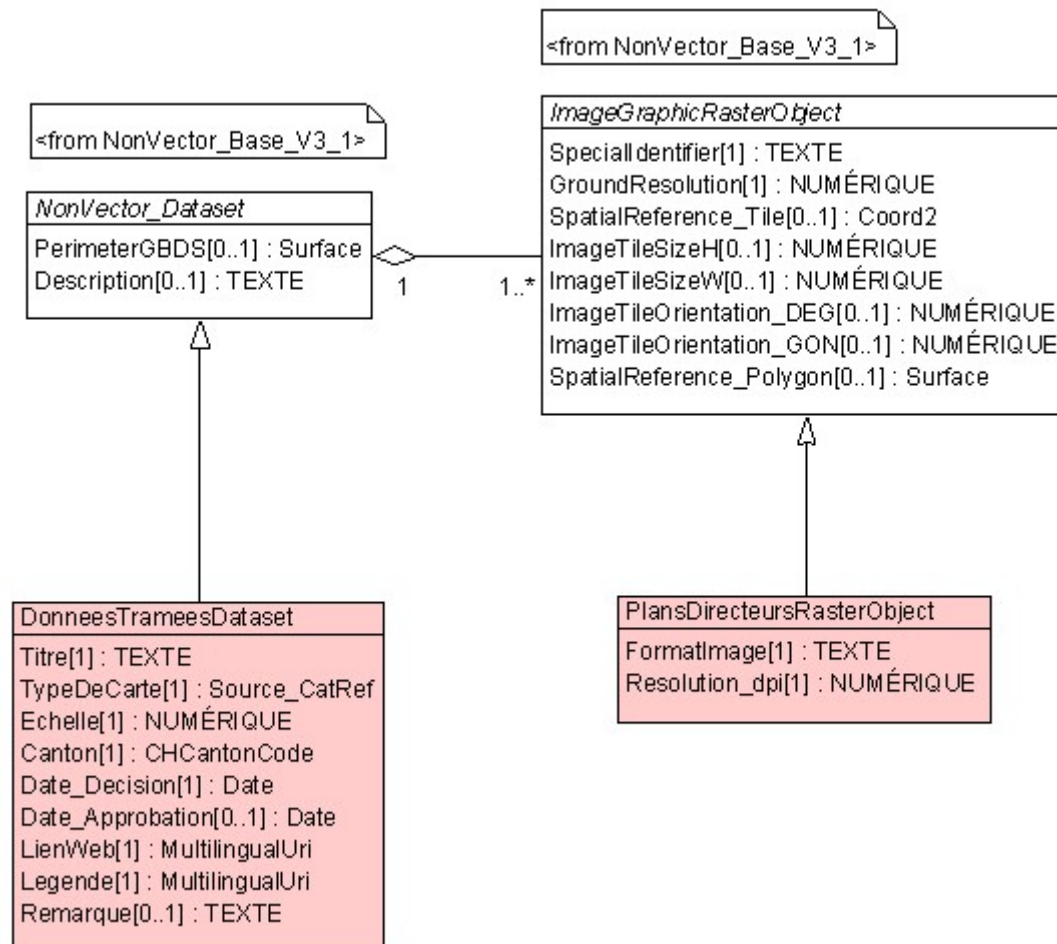 <from NonVector_Base_V3_1>
ImageGraphicRasterObject
SpecialIdentifier[1] : TEXTE
GroundResolution[1] : NUMÉRIQUE
SpatialReference_Tile[0..1] : Coord2
ImageTileSizeH[0..1] : NUMÉRIQUE
ImageTileSizeW[0..1] : NUMÉRIQUE
ImageTileOrientation_DEG[0..1] : NUMÉRIQUE
ImageTileOrientation_GON[0..1] : NUMÉRIQUE
SpatialReference_Polygon[0..1] : Surface
<from NonVector_Base_V3_1>
NonVector_Dataset
PerimeterGBDS[0..1] : Surface
Description[0..1] : TEXTE
1
1..*
DonneesTrameesDataset
Titre[1] : TEXTE
TypeDeCarte[1] : Source_CatRef
Echelle[1] : NUMÉRIQUE
Canton[1] : CHCantonCode
Date_Decision[1] : Date
Date_Approbation[0..1] : Date
LienWeb[1] : MultilingualUri
Legende[1] : MultilingualUri
Remarque[0..1] : TEXTE
PlansDirecteursRasterObject
FormatImage[1] : TEXTE
Resolution_dpi[1] : NUMÉRIQUE